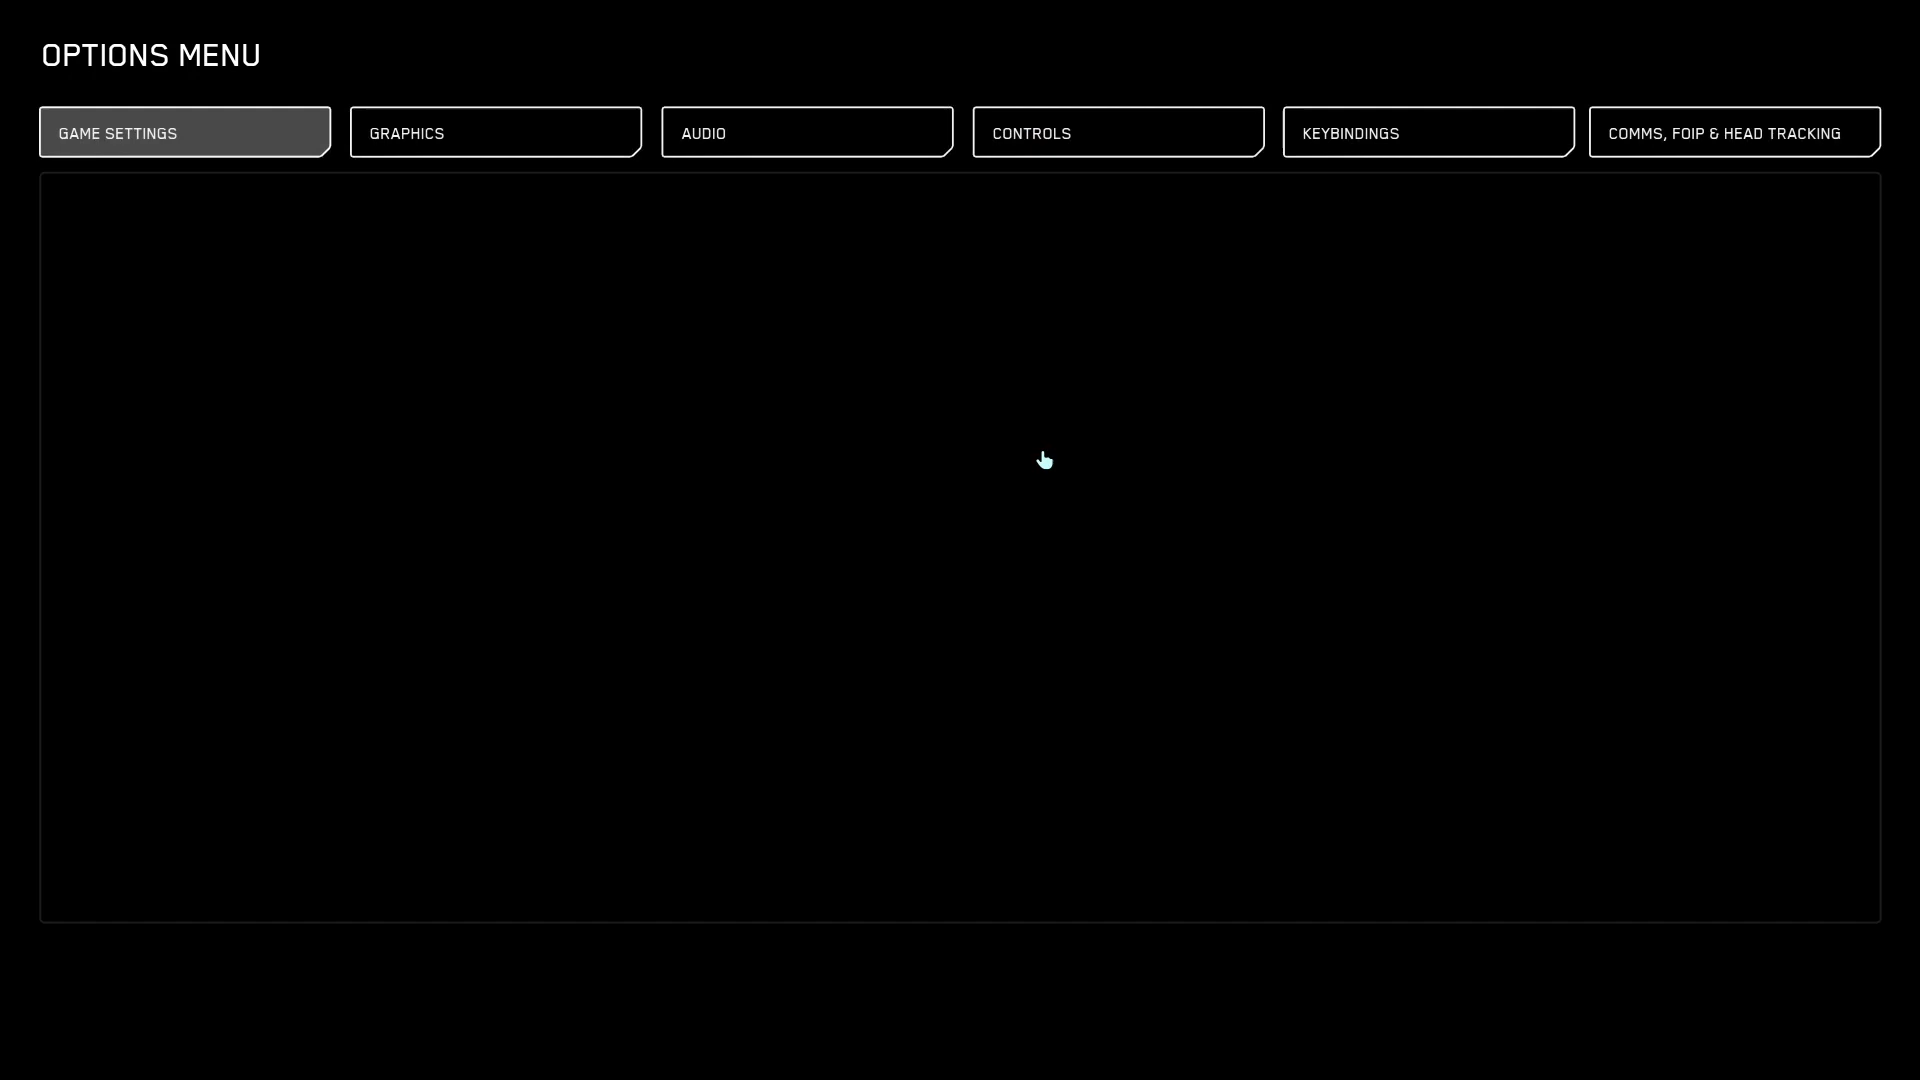 OPTIONS MENU
GAME SETTINGS
GRAPHICS
AUDIO
CONTROLS
KEYBINDINGS
COMMS, FOIP & HEAD TRACKING